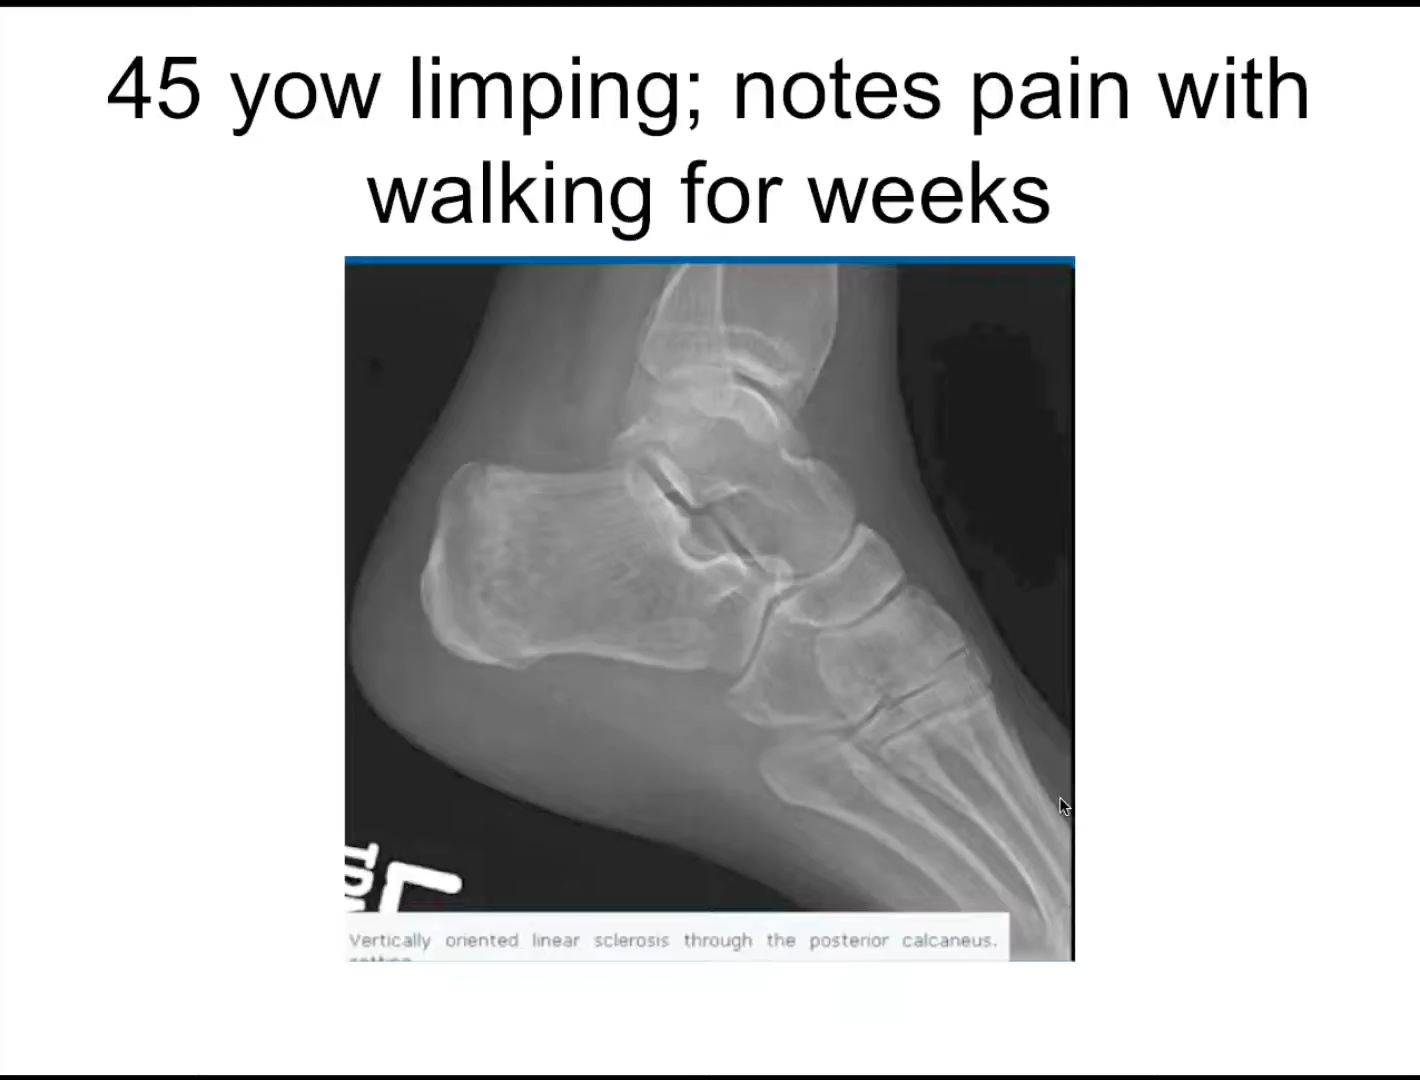 45 yow limping; notes pain with
walking for weeks
L
Vertically oriented linear sclerosis through the posterior calcaneus.